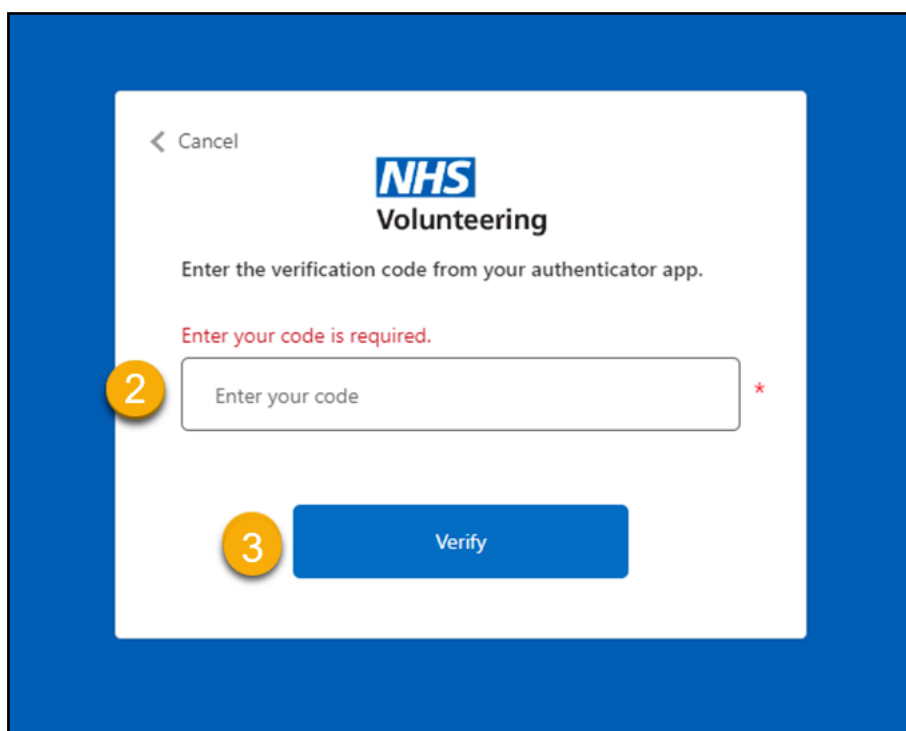 Cancel
NHS
Volunteering
Enter the verification code from your authenticator app.
Enter your code is required.
2
Enter your code *
3
Verify